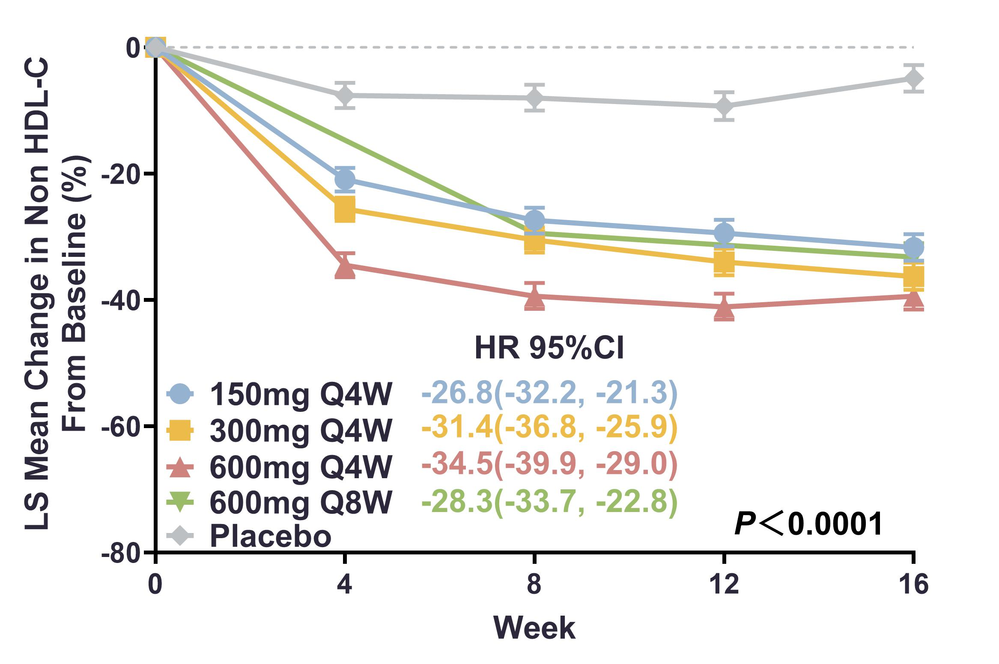 LS Mean Change in Non HDL-C
From Baseline (%)
0
-20
-40
-60
-80
HR 95%CI
150mg Q4W -26.8(-32.2, -21.3)
300mg Q4W -31.4(-36.8, -25.9)
600mg Q4W -34.5(-39.9, -29.0)
600mg Q8W -28.3(-33.7, -22.8)
Placebo
P<0.0001
0 4 8 12 16
Week